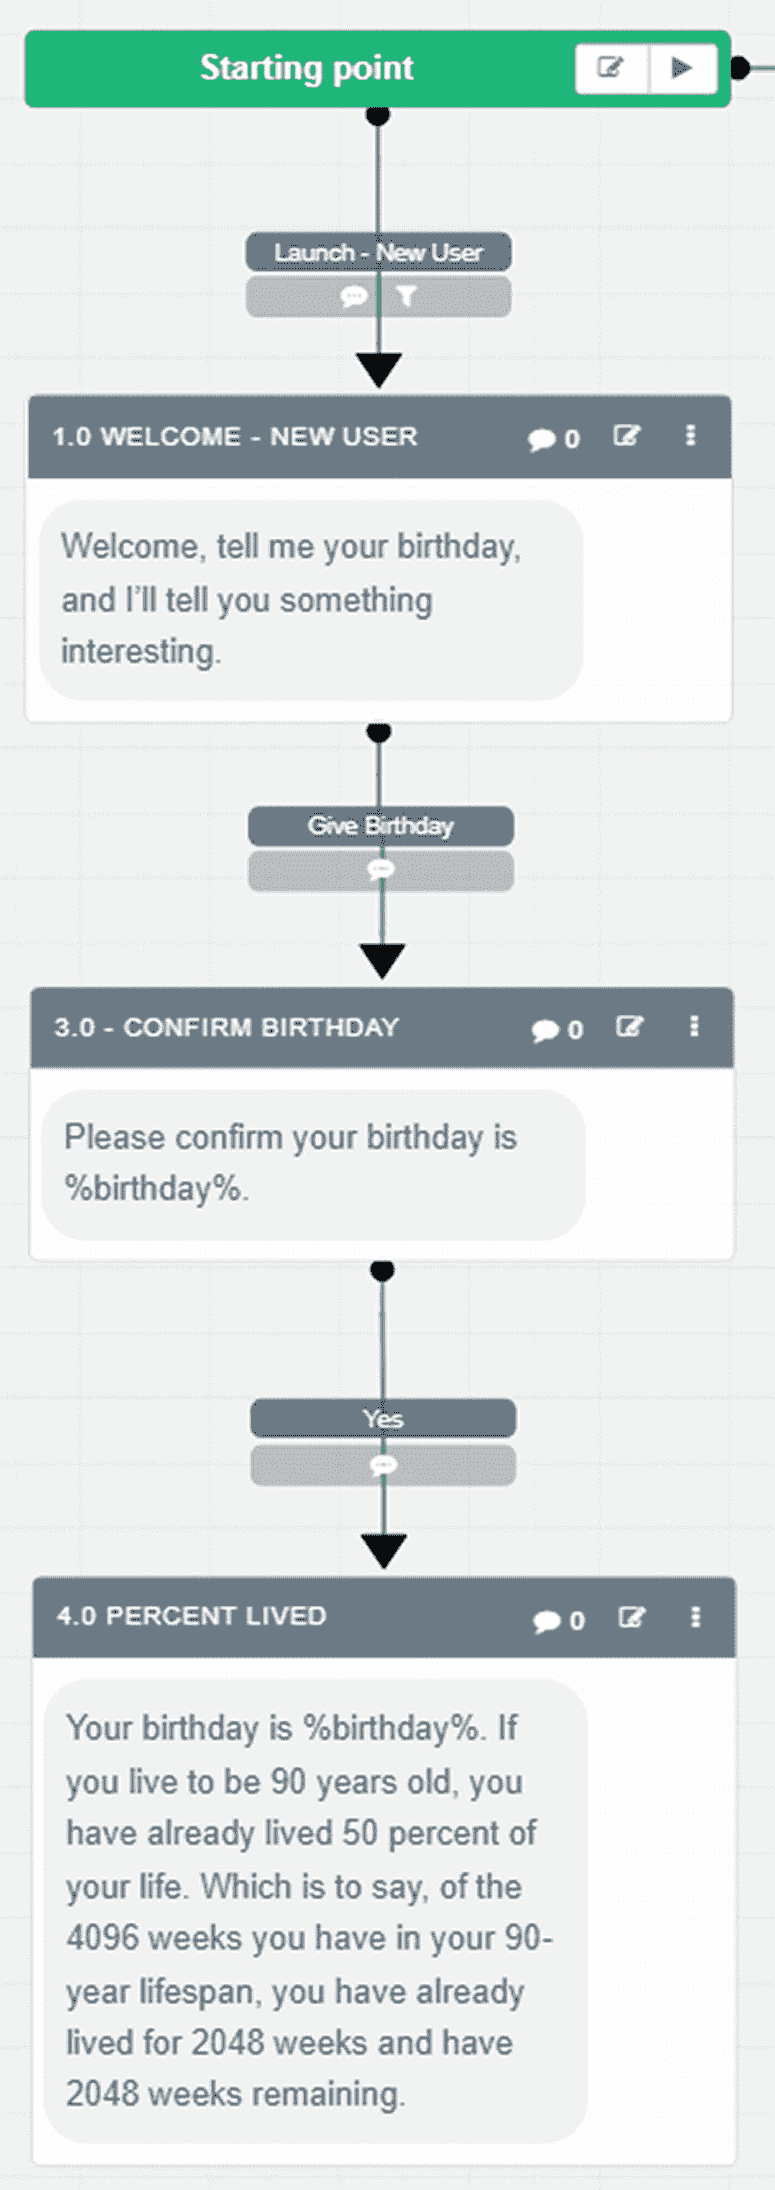 Starting point
Launch - New User
1.0 WELCOME - NEW USER 0
Welcome, tell me your birthday,
and I'll tell you something
interesting.
Give Birthday
3.0 - CONFIRM BIRTHDAY 0
Please confirm your birthday is
%birthday%.
Yes
4.0 PERCENT LIVED 0
Your birthday is %birthday%. If
you live to be 90 years old, you
have already lived 50 percent of
your life. Which is to say, of the
4096 weeks you have in your 90-
year lifespan, you have already
lived for 2048 weeks and have
2048 weeks remaining.